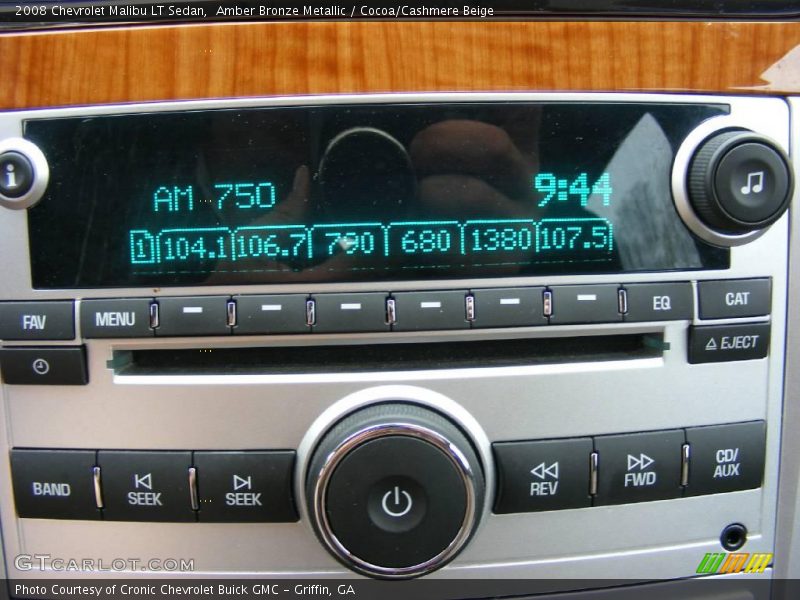 2008 Chevrolet Malibu LT Sedan, Amber Bronze Metallic / Cocoa/Cashmere Beige
i
AM 750 9:44
1 104.1 106.7 790 680 1380 107.5
FAV MENU EQ CAT
EJECT
BAND SEEK SEEK REV FWD CD/
AUX
GTCARLOT.COM
Photo Courtesy of Cronic Chevrolet Buick GMC - Griffin, GA